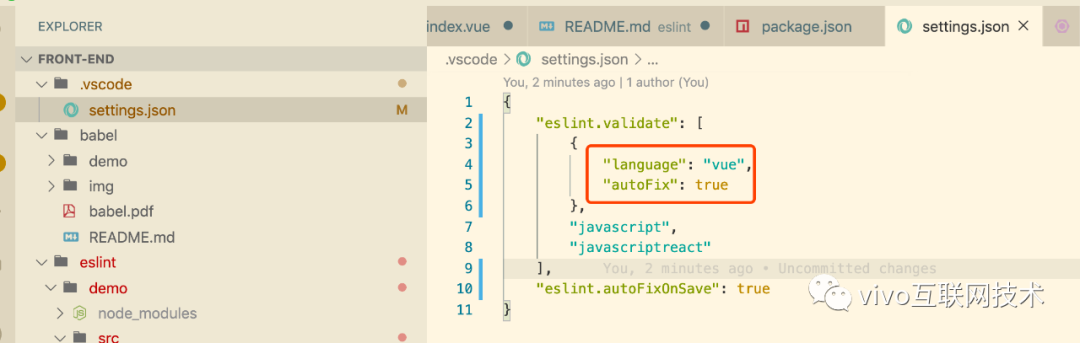 EXPLORER
FRONT-END
.vscode
settings.json M
babel
demo
img
babel.pdf
README.md
eslint
demo
node_modules
src
index.vue README.md eslint package.json settings.json
.vscode > settings.json > ...
You, 2 minutes ago | 1 author (You)
1 {
2 "eslint.validate": [
3 {
4 "language": "vue",
5 "autoFix": true
6 },
7 "javascript",
8 "javascriptreact"
9 ], You, 2 minutes ago • Uncommitted changes
10 "eslint.autoFixOnSave": true
11 }
vivo互联网技术